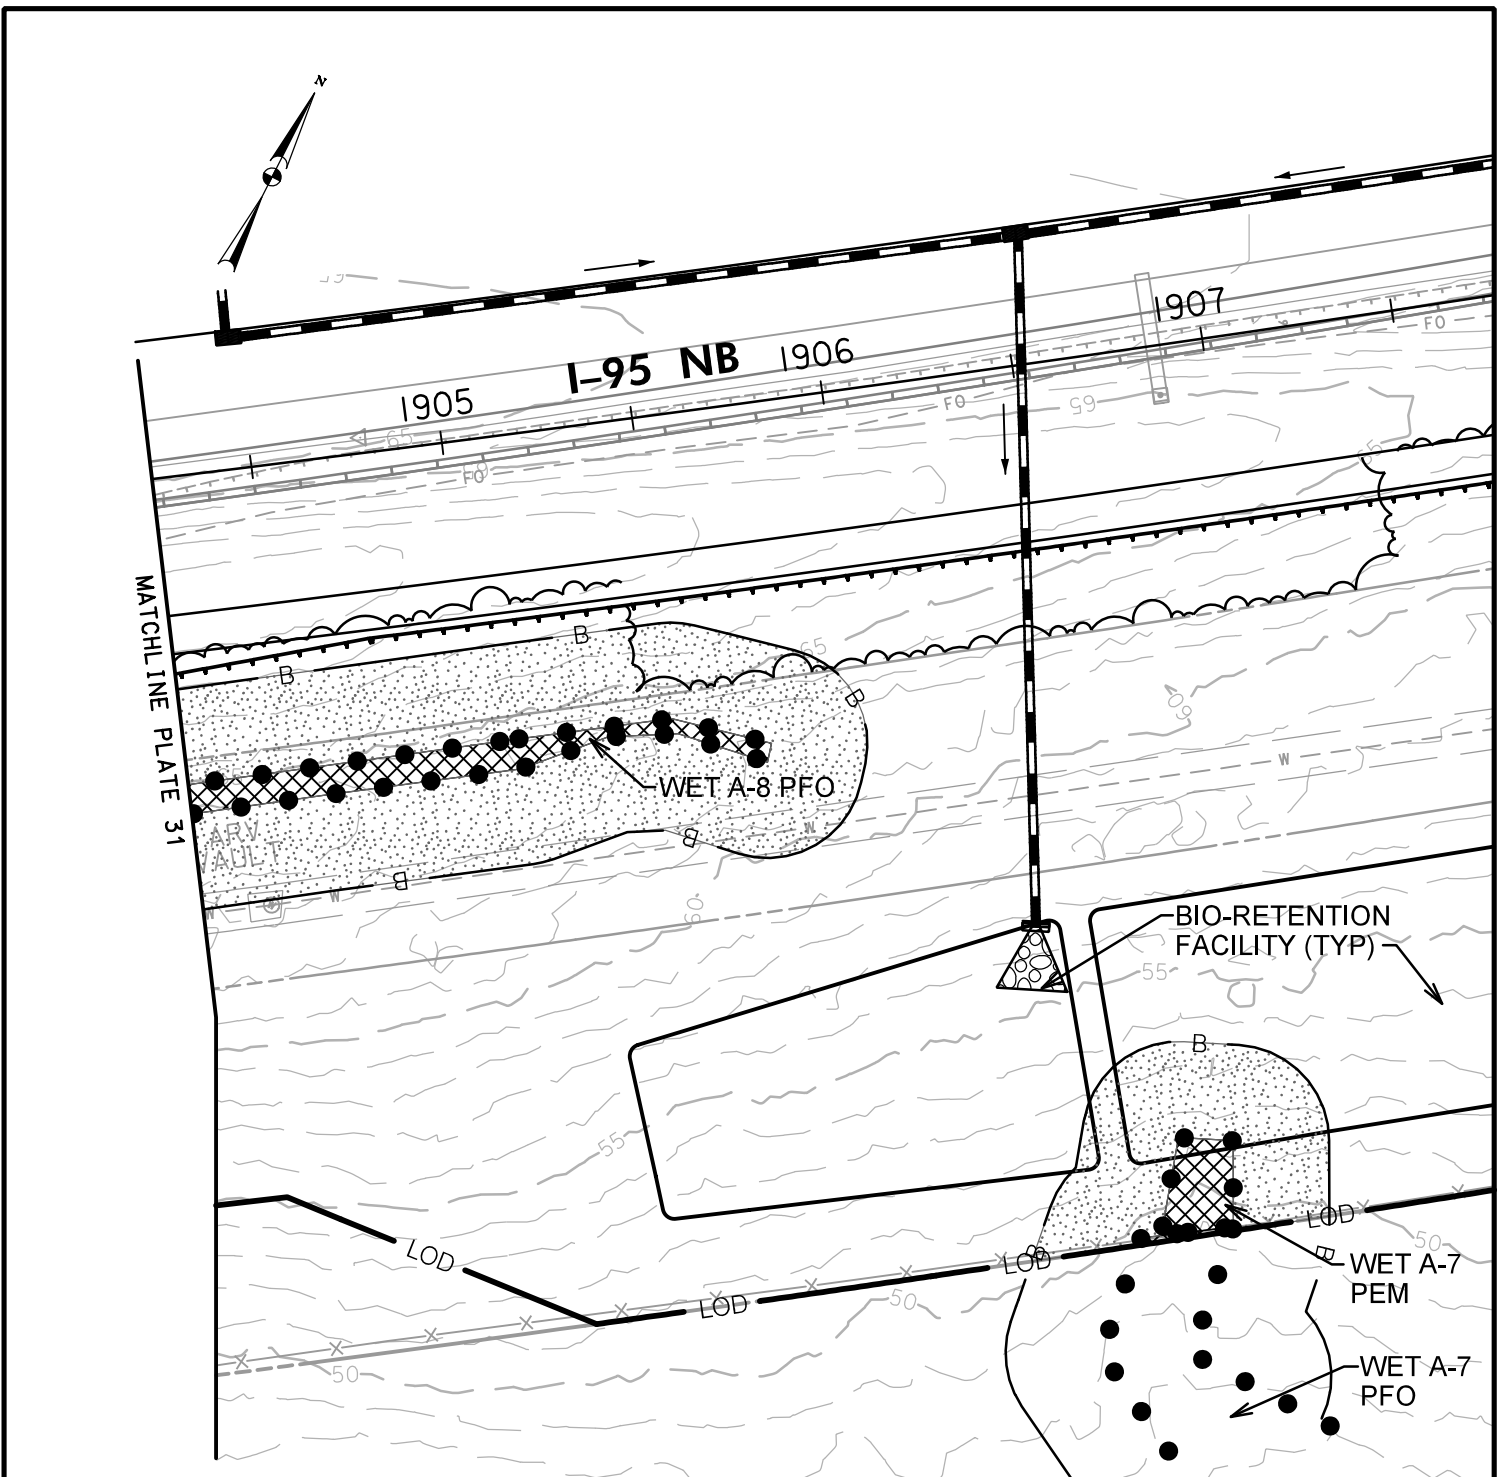 N
1907
FO
I-95 NB
1906
FO
65
1905
65
FO
65
MATCHLINE PLATE 31
B
B
65
B
60
W
WET A-8 PFO
W
B
ARV
VAULT
B
W
W
60
BIO-RETENTION
FACILITY (TYP)
55
B
55
LOD
LOD
50
B
B
LOD
WET A-7
PEM
LOD
50
50
WET A-7
PFO